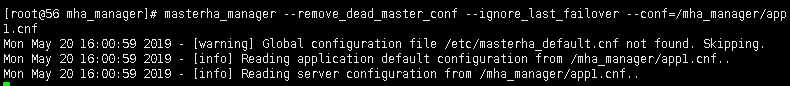 [root@56 mha_manager]# masterha_manager --remove_dead_master_conf --ignore_last_failover --conf=/mha_manager/app
1.cnf
Mon May 20 16:00:59 2019 - [warning] Global configuration file /etc/masterha_default.cnf not found. Skipping.
Mon May 20 16:00:59 2019 - [info] Reading application default configuration from /mha_manager/app1.cnf..
Mon May 20 16:00:59 2019 - [info] Reading server configuration from /mha_manager/app1.cnf..